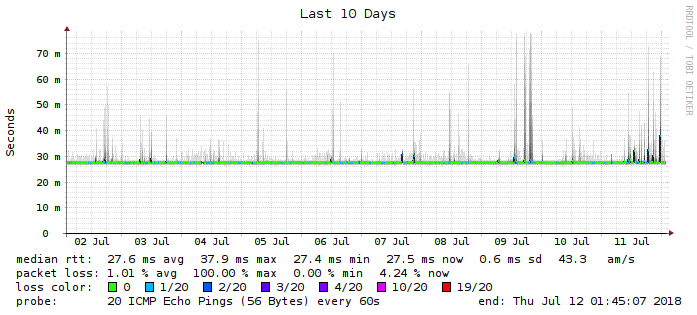 Last 10 Days
RRDTOOL / TOBI OETIKER
Seconds
70 m
60 m
50 m
40 m
30 m
20 m
10 m
0
02 Jul 03 Jul 04 Jul 05 Jul 06 Jul 07 Jul 08 Jul 09 Jul 10 Jul 11 Jul
median rtt: 27.6 ms avg 37.9 ms max 27.4 ms min 27.5 ms now 0.6 ms sd 43.3 am/s
packet loss: 1.01 % avg 100.00 % max 0.00 % min 4.24 % now
loss color: 0 1/20 2/20 3/20 4/20 10/20 19/20
probe: 20 ICMP Echo Pings (56 Bytes) every 60s end: Thu Jul 12 01:45:07 2018